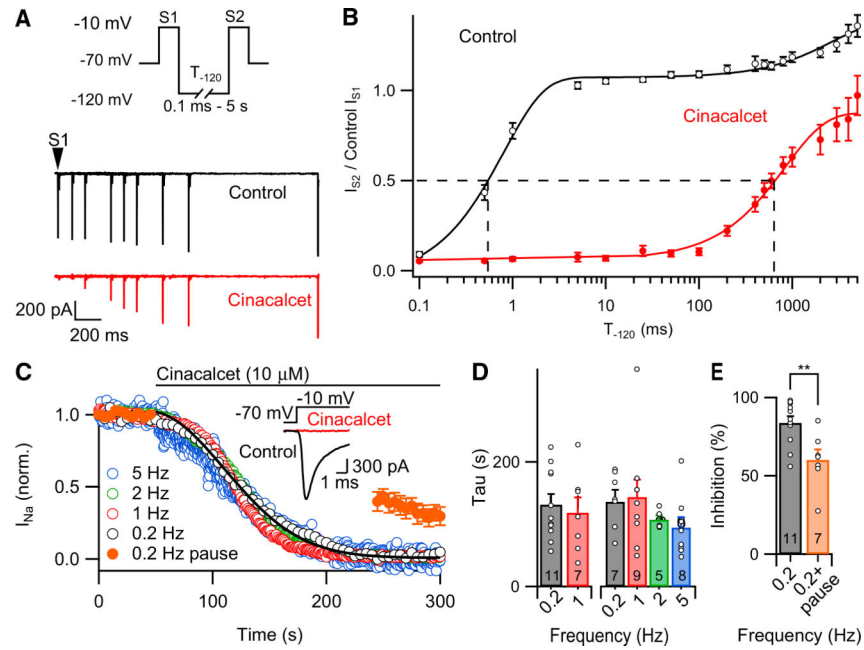 A
S1 S2
-10 mV
-70 mV
T-120
-120 mV
0.1 ms - 5 s
S1
Control
Cinacalcet
200 pA
200 ms
B
Control
Cinacalcet
IS2 / Control IS1
1.0
0.5
0.0
0.1 1 10 100 1000
T-120 (ms)
C
Cinacalcet (10 μM)
-10 mV
-70 mV
Cinacalcet
Control
300 pA
1 ms
INa (norm.)
1.0
0.5
0.0
5 Hz
2 Hz
1 Hz
0.2 Hz
0.2 Hz pause
0 100 200 300
Time (s)
D
Tau (s)
200
0
11 7 7 9 5 8
0.2 1 0.2 1 2 5
Frequency (Hz)
E
**
Inhibition (%)
100
50
0
11 7
0.2 0.2+
pause
Frequency (Hz)